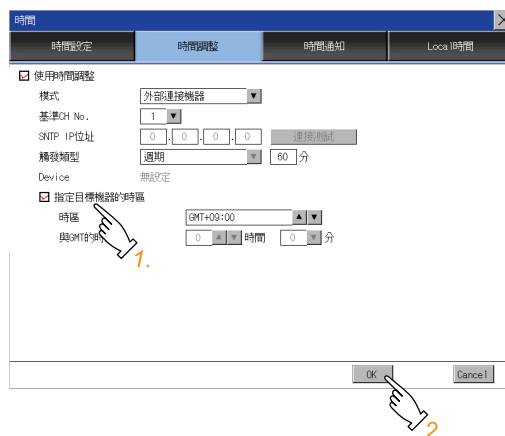 時間
時間設定 時間調整 時間通知 Local時間
使用時間調整
模式 外部連接機器
基準CH No. 1
SNTP IP位址 0 . 0 . 0 . 0 連接測試
觸發類型 週期 60 分
Device 無設定
指定目標機器的時區
時區 GMT+09:00
與GMT的時 0 時間 0 分
1.
OK Cancel
2